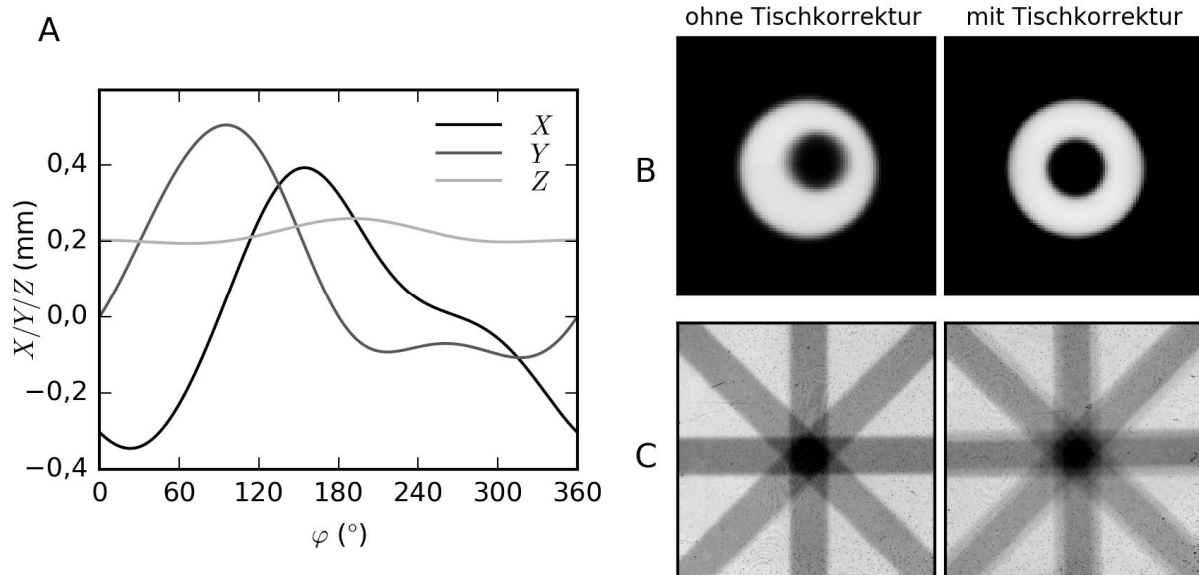 A
X
Y
Z
0,4
0,2
0,0
−0,2
−0,4
X/Y/Z (mm)
0 60 120 180 240 300 360
φ (°)
ohne Tischkorrektur mit Tischkorrektur
B
C